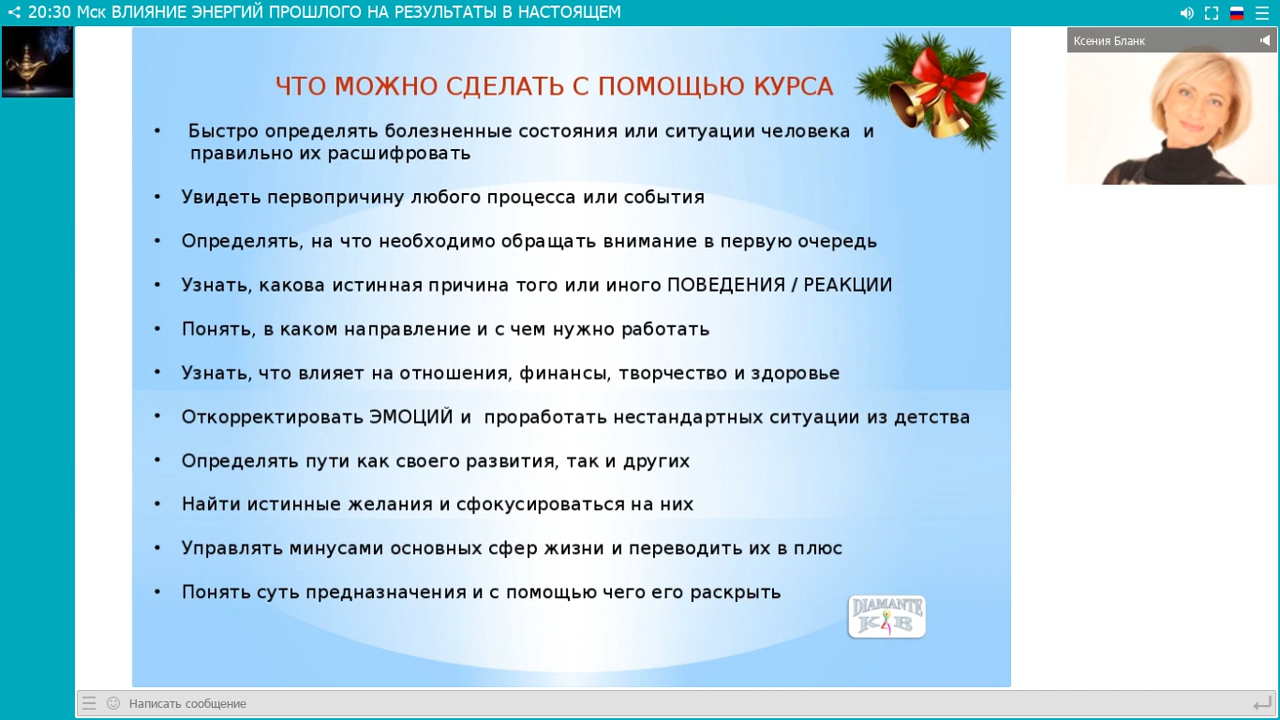 20:30 Мск ВЛИЯНИЕ ЭНЕРГИЙ ПРОШЛОГО НА РЕЗУЛЬТАТЫ В НАСТОЯЩЕМ
Ксения Бланк
ЧТО МОЖНО СДЕЛАТЬ С ПОМОЩЬЮ КУРСА
• Быстро определять болезненные состояния или ситуации человека и
правильно их расшифровать
• Увидеть первопричину любого процесса или события
• Определять, на что необходимо обращать внимание в первую очередь
• Узнать, какова истинная причина того или иного ПОВЕДЕНИЯ / РЕАКЦИИ
• Понять, в каком направление и с чем нужно работать
• Узнать, что влияет на отношения, финансы, творчество и здоровье
• Откорректировать ЭМОЦИЙ и проработать нестандартных ситуации из детства
• Определять пути как своего развития, так и других
• Найти истинные желания и сфокусироваться на них
• Управлять минусами основных сфер жизни и переводить их в плюс
• Понять суть предназначения и с помощью чего его раскрыть
DIAMANTE
K B
Написать сообщение